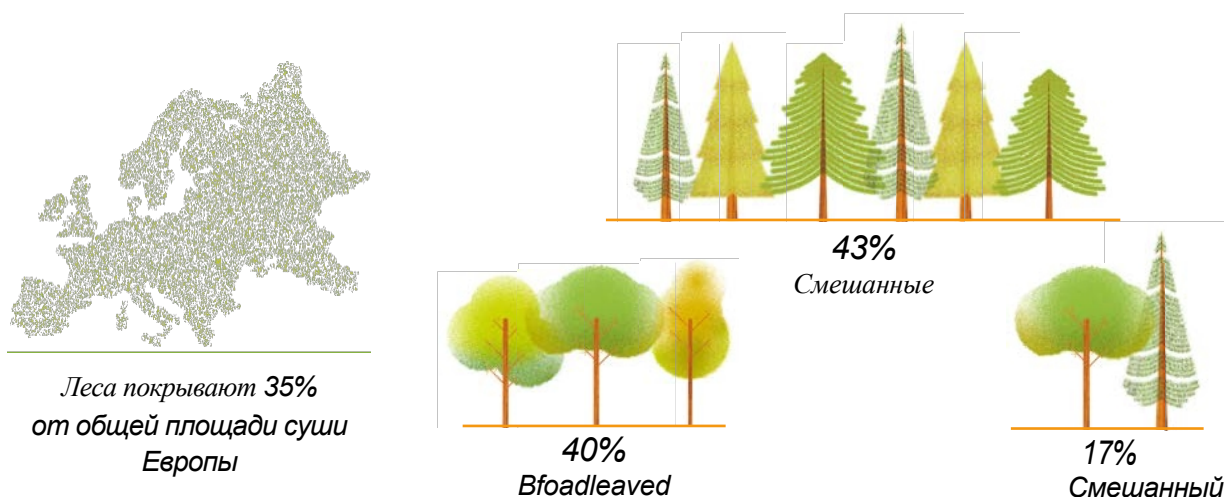 Леса покрывают 35%
от общей площади суши
Европы
43%
Смешанные
40%
Bfoadleaved
17%
Смешанный